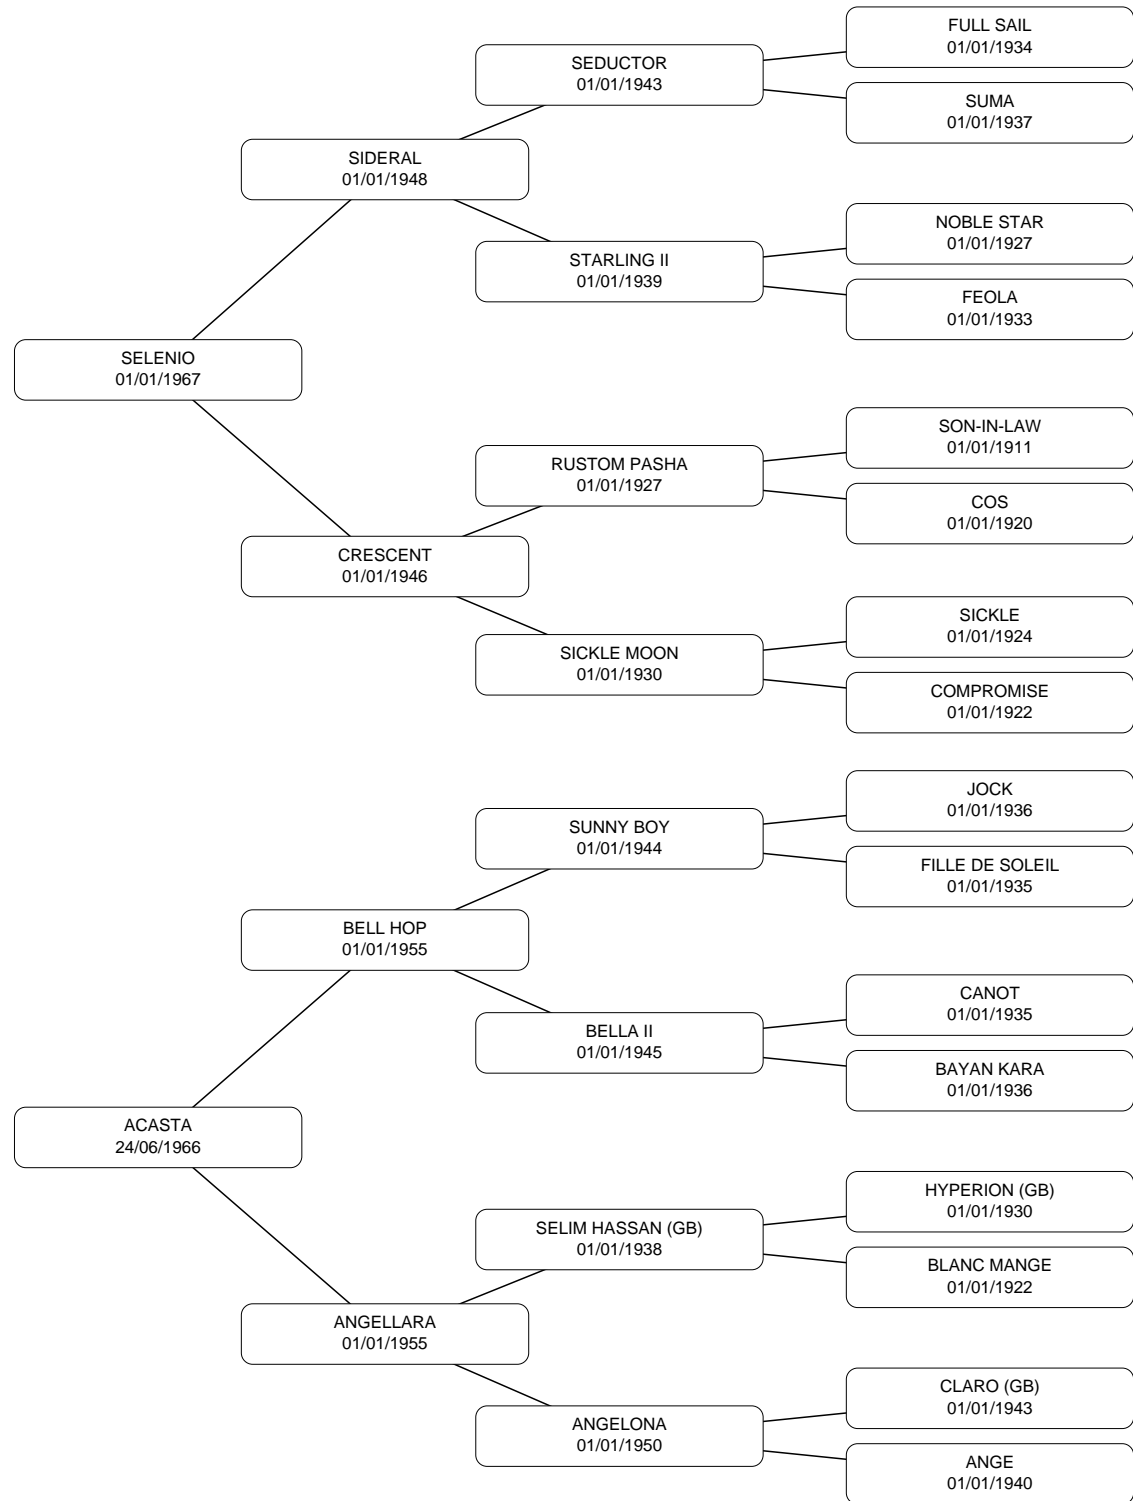 FULL SAIL
01/01/1934
SEDUCTOR
01/01/1943
SUMA
01/01/1937
SIDERAL
01/01/1948
NOBLE STAR
01/01/1927
STARLING II
01/01/1939
FEOLA
01/01/1933
SELENIO
01/01/1967
SON-IN-LAW
01/01/1911
RUSTOM PASHA
01/01/1927
COS
01/01/1920
CRESCENT
01/01/1946
SICKLE
01/01/1924
SICKLE MOON
01/01/1930
COMPROMISE
01/01/1922
JOCK
01/01/1936
SUNNY BOY
01/01/1944
FILLE DE SOLEIL
01/01/1935
BELL HOP
01/01/1955
CANOT
01/01/1935
BELLA II
01/01/1945
BAYAN KARA
01/01/1936
ACASTA
24/06/1966
HYPERION (GB)
01/01/1930
SELIM HASSAN (GB)
01/01/1938
BLANC MANGE
01/01/1922
ANGELLARA
01/01/1955
CLARO (GB)
01/01/1943
ANGELONA
01/01/1950
ANGE
01/01/1940